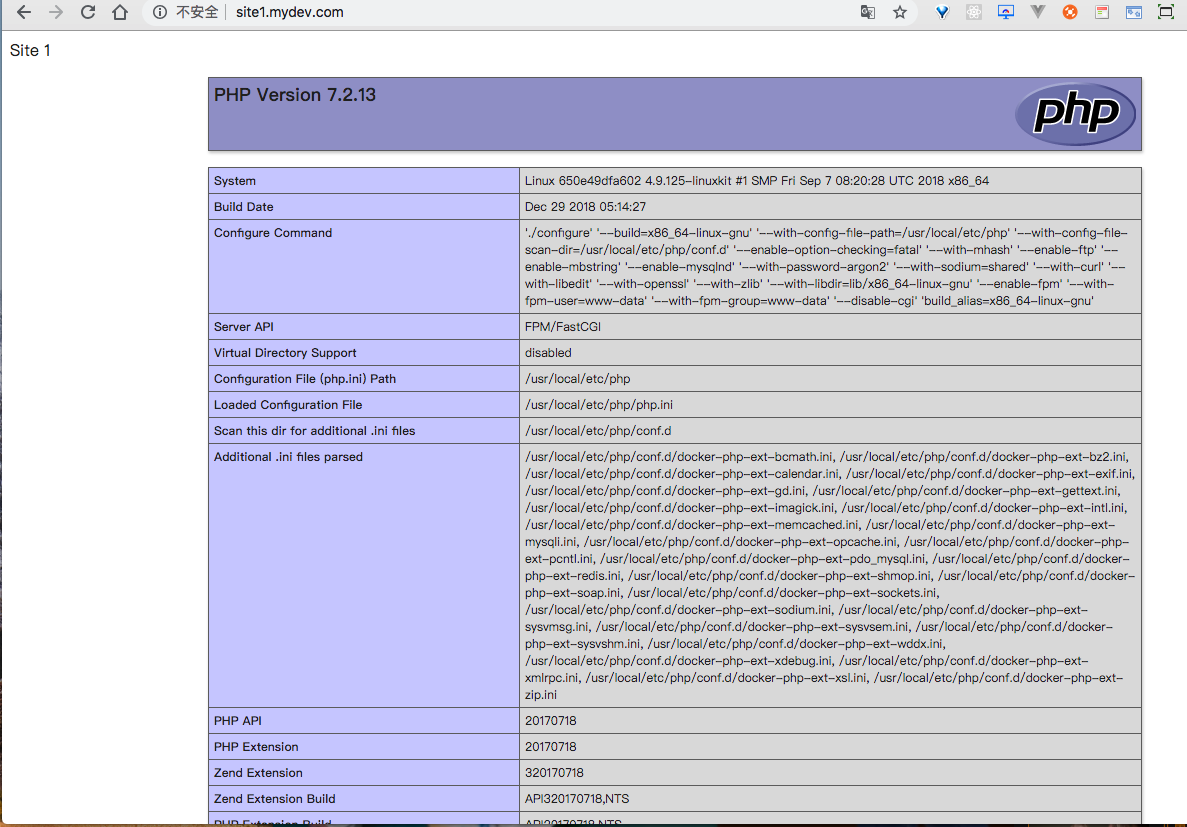 不安全 site1.mydev.com
Site 1
PHP Version 7.2.13
php
System Linux 650e49dfa602 4.9.125-linuxkit #1 SMP Fri Sep 7 08:20:28 UTC 2018 x86_64
Build Date Dec 29 2018 05:14:27
Configure Command './configure' '--build=x86_64-linux-gnu' '--with-config-file-path=/usr/local/etc/php' '--with-config-file-
scan-dir=/usr/local/etc/php/conf.d' '--enable-option-checking=fatal' '--with-mhash' '--enable-ftp' '--
enable-mbstring' '--enable-mysqlnd' '--with-password-argon2' '--with-sodium=shared' '--with-curl' '--
with-libedit' '--with-openssl' '--with-zlib' '--with-libdir=lib/x86_64-linux-gnu' '--enable-fpm' '--with-
fpm-user=www-data' '--with-fpm-group=www-data' '--disable-cgi' 'build_alias=x86_64-linux-gnu'
Server API FPM/FastCGI
Virtual Directory Support disabled
Configuration File (php.ini) Path /usr/local/etc/php
Loaded Configuration File /usr/local/etc/php/php.ini
Scan this dir for additional .ini files /usr/local/etc/php/conf.d
Additional .ini files parsed /usr/local/etc/php/conf.d/docker-php-ext-bcmath.ini, /usr/local/etc/php/conf.d/docker-php-ext-bz2.ini,
/usr/local/etc/php/conf.d/docker-php-ext-calendar.ini, /usr/local/etc/php/conf.d/docker-php-ext-exif.ini,
/usr/local/etc/php/conf.d/docker-php-ext-gd.ini, /usr/local/etc/php/conf.d/docker-php-ext-gettext.ini,
/usr/local/etc/php/conf.d/docker-php-ext-imagick.ini, /usr/local/etc/php/conf.d/docker-php-ext-intl.ini,
/usr/local/etc/php/conf.d/docker-php-ext-memcached.ini, /usr/local/etc/php/conf.d/docker-php-ext-
mysqli.ini, /usr/local/etc/php/conf.d/docker-php-ext-opcache.ini, /usr/local/etc/php/conf.d/docker-php-
ext-pcntl.ini, /usr/local/etc/php/conf.d/docker-php-ext-pdo_mysql.ini, /usr/local/etc/php/conf.d/docker-
php-ext-redis.ini, /usr/local/etc/php/conf.d/docker-php-ext-shmop.ini, /usr/local/etc/php/conf.d/docker-
php-ext-soap.ini, /usr/local/etc/php/conf.d/docker-php-ext-sockets.ini,
/usr/local/etc/php/conf.d/docker-php-ext-sodium.ini, /usr/local/etc/php/conf.d/docker-php-ext-
sysvmsg.ini, /usr/local/etc/php/conf.d/docker-php-ext-sysvsem.ini, /usr/local/etc/php/conf.d/docker-
php-ext-sysvshm.ini, /usr/local/etc/php/conf.d/docker-php-ext-wddx.ini,
/usr/local/etc/php/conf.d/docker-php-ext-xdebug.ini, /usr/local/etc/php/conf.d/docker-php-ext-
xmlrpc.ini, /usr/local/etc/php/conf.d/docker-php-ext-xsl.ini, /usr/local/etc/php/conf.d/docker-php-ext-
zip.ini
PHP API 20170718
PHP Extension 20170718
Zend Extension 320170718
Zend Extension Build API320170718,NTS
PHP Extension Build API20170718,NTS